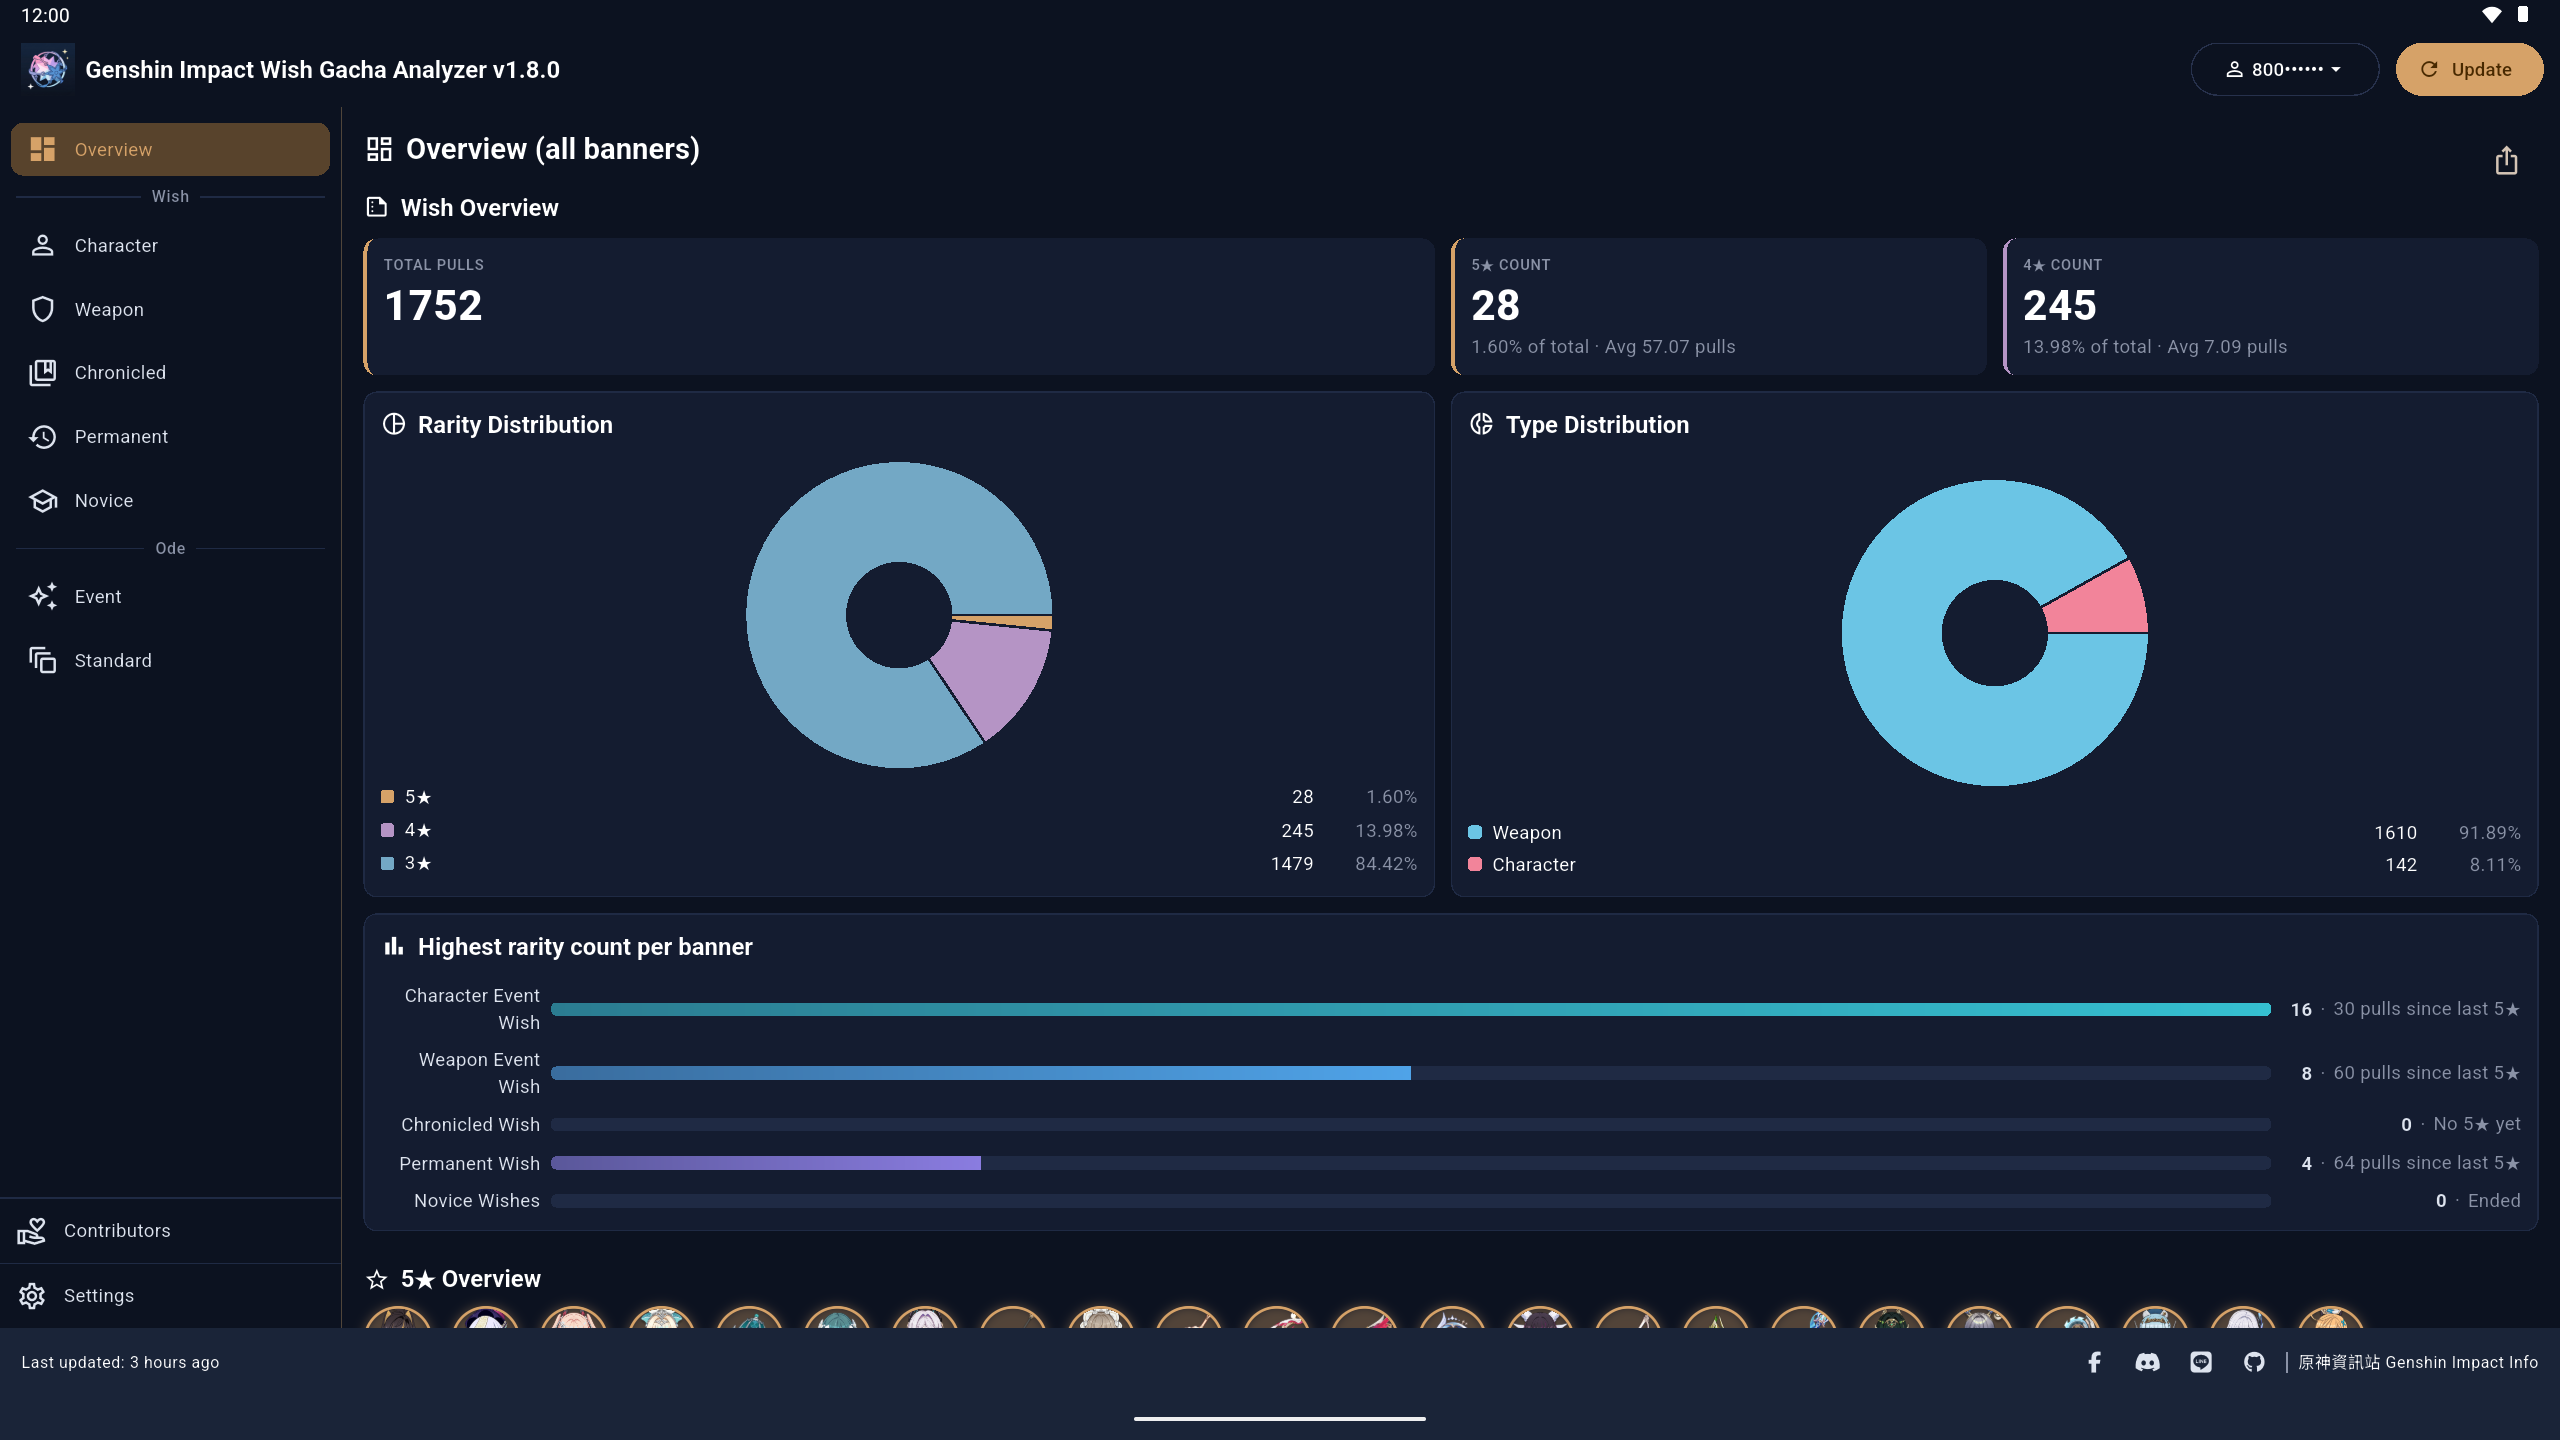 12:00
Genshin Impact Wish Gacha Analyzer v1.8.0
800••••••
Update
Overview
Wish
Character
Weapon
Chronicled
Permanent
Novice
Ode
Event
Standard
Contributors
Settings
Overview (all banners)
Wish Overview
TOTAL PULLS
1752
5★ COUNT
28
1.60% of total · Avg 57.07 pulls
4★ COUNT
245
13.98% of total · Avg 7.09 pulls
Rarity Distribution
5★ 28 1.60%
4★ 245 13.98%
3★ 1479 84.42%
Type Distribution
Weapon 1610 91.89%
Character 142 8.11%
Highest rarity count per banner
Character Event
Wish
16 · 30 pulls since last 5★
Weapon Event
Wish
8 · 60 pulls since last 5★
Chronicled Wish 0 · No 5★ yet
Permanent Wish 4 · 64 pulls since last 5★
Novice Wishes 0 · Ended
5★ Overview
Last updated: 3 hours ago
LINE
原神資訊站 Genshin Impact Info